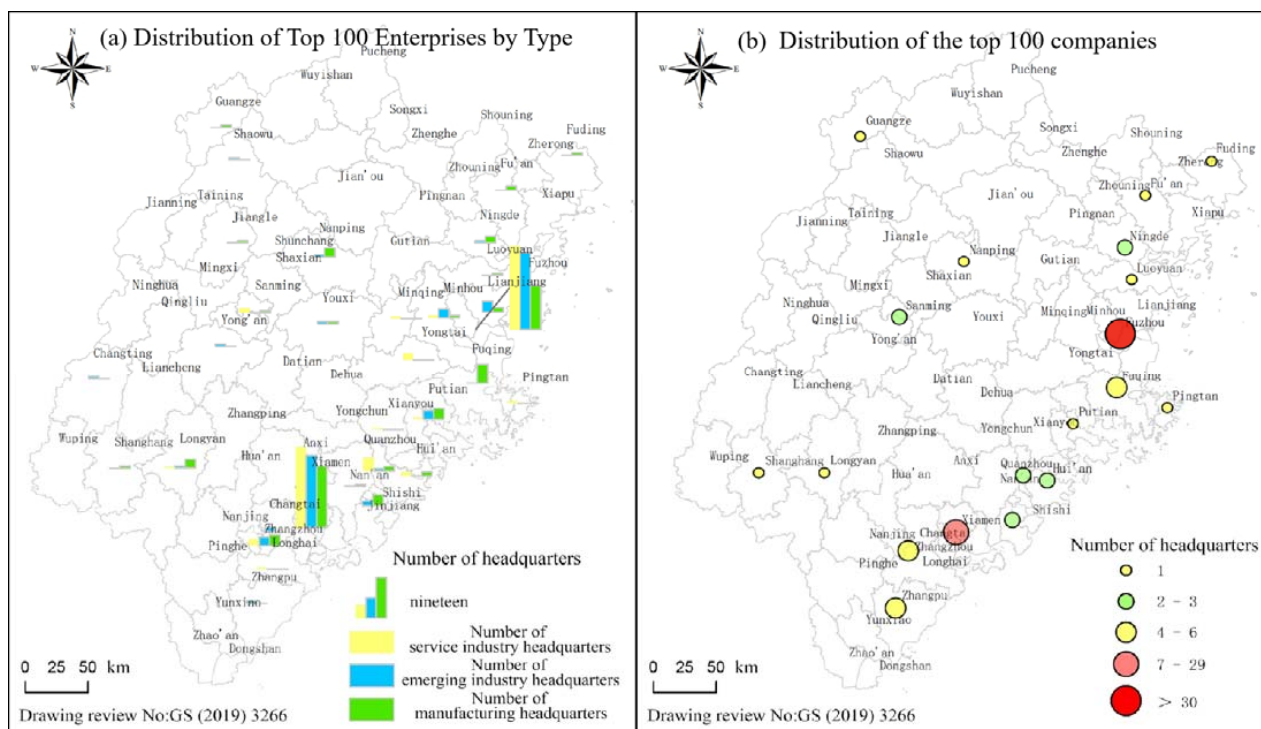 (a) Distribution of Top 100 Enterprises by Type
N
W
E
S
Pucheng
Wuyishan
Guangze
Songxi
Shouning
Shaowu
Zhenghe
Fuding
Zherong
Zhouning
Fu'an
Jian'ou
Taining
Pingnan
Xiapu
Jianning
Jiangle
Nanping
Ningde
Shunchang
Gutian
Luoyuan
Shaxian
Fuzhou
Mingxi
Lianjiang
Ninghua
Sanming
Minqing
Minhou
Qingliu
Youxi
Yong'an
Yongtai
Fuqing
Changting
Datian
Liancheng
Dehua
Pingtan
Putian
Zhangping
Yongchun
Xianyou
Wuping
Anxi
Quanzhou
Shanghang
Longyan
Hua'an
Hui'an
Xiamen
Nan'an
Changtai
Shishi
Jinjiang
Nanjing
Zhangzhou
Pinghe
Longhai
Zhangpu
Yunxiao
Zhao'an
Dongshan
Number of headquarters
nineteen
Number of
service industry headquarters
Number of
emerging industry headquarters
Number of
manufacturing headquarters
0 25 50 km
Drawing review No:GS (2019) 3266
(b) Distribution of the top 100 companies
N
W
E
S
Pucheng
Wuyishan
Guangze
Songxi
Shouning
Shaowu
Zhenghe
Fuding
Zherong
Zhouning
Fu'an
Jian'ou
Taining
Pingnan
Xiapu
Jianning
Jiangle
Nanping
Ningde
Gutian
Luoyuan
Shaxian
Mingxi
Lianjiang
Ninghua
Sanming
Minqing
Minhou
Qingliu
Youxi
Fuzhou
Yong'an
Yongtai
Fuqing
Changting
Datian
Liancheng
Dehua
Pingtan
Putian
Zhangping
Yongchun
Xianyo
Wuping
Anxi
Quanzhou
Shanghang
Longyan
Hua'an
Hui'an
Xiamen
Shishi
Nanjing
Changta
Zhangzhou
Pinghe
Longhai
Zhangpu
Yunxiao
Zhao'an
Dongshan
Number of headquarters
1
2 - 3
4 - 6
7 - 29
> 30
0 25 50 km
Drawing review No:GS (2019) 3266